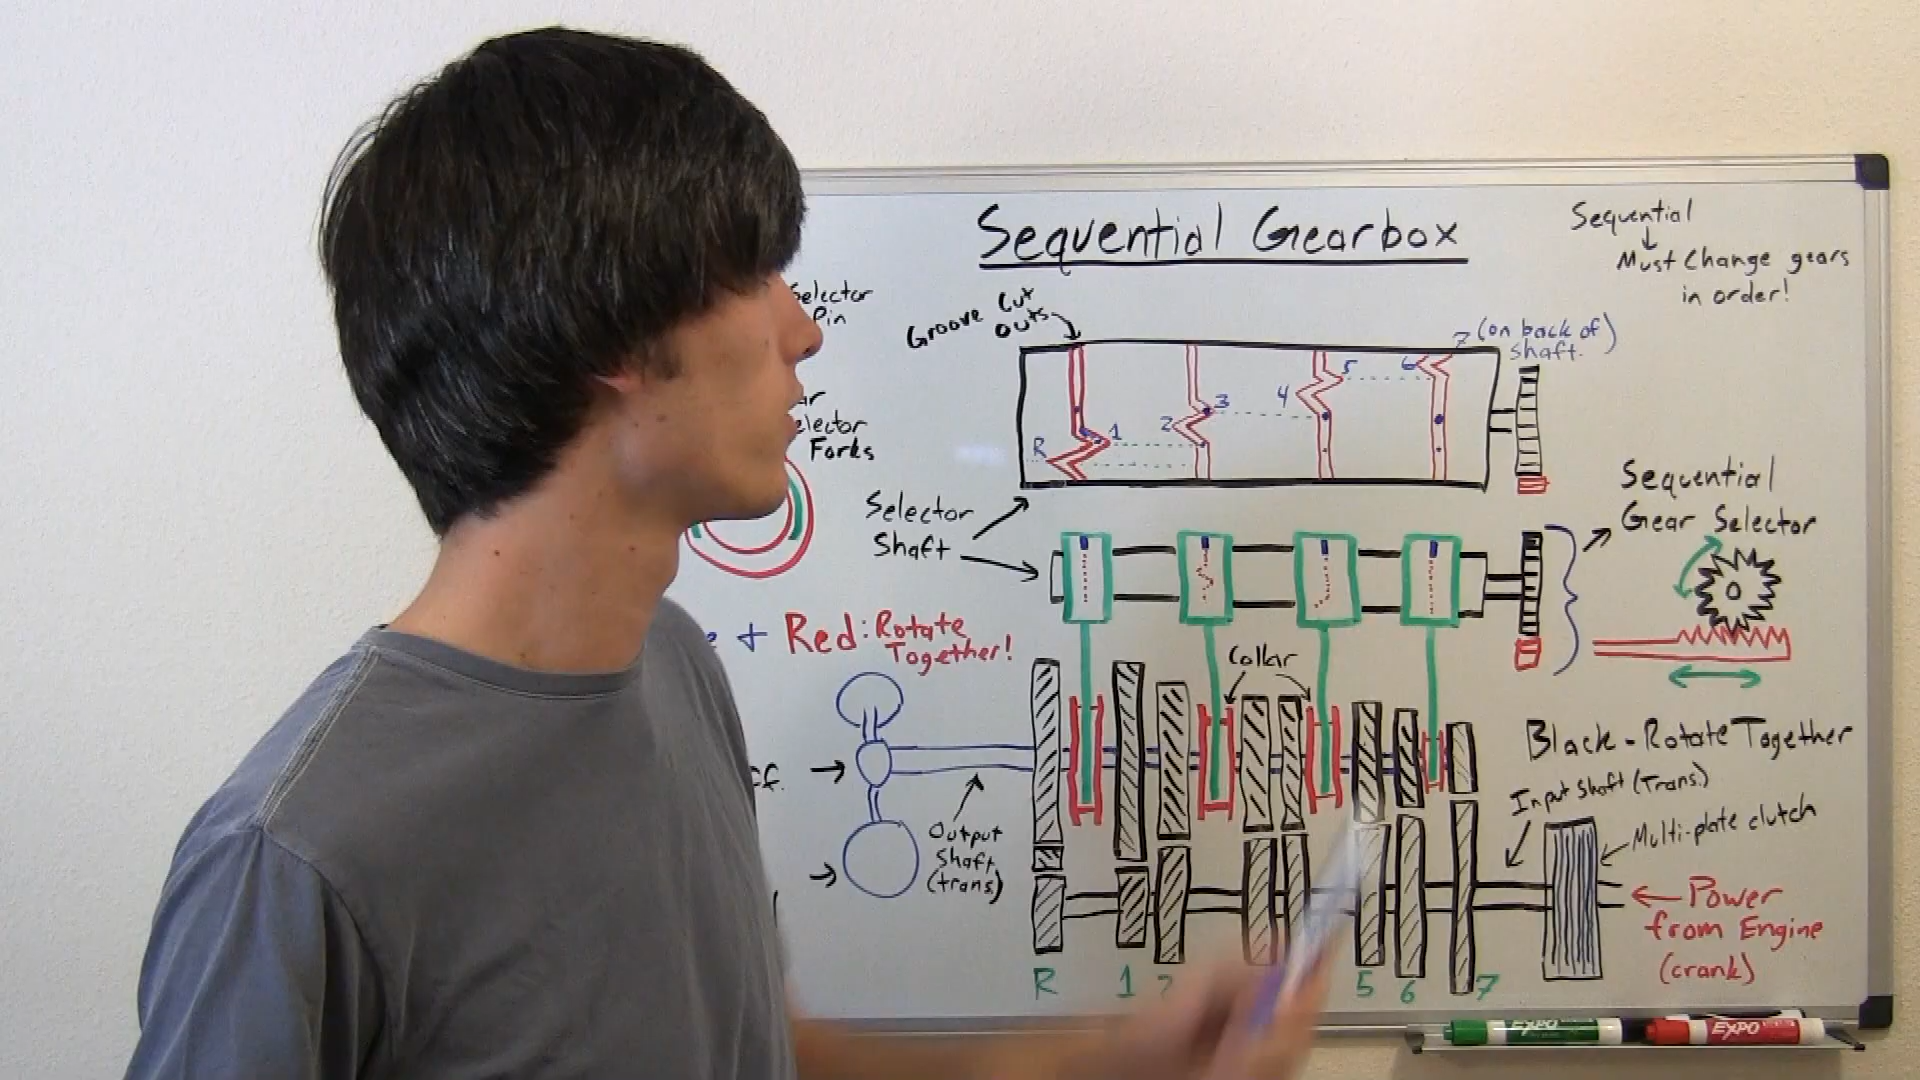 Sequential Gearbox
Sequential
Must Change gears
in order!
Selector
Pin
Groove Cut
Outs
7 (on back of
shaft.)
R 1 2 3 4 5 6
Forks
Selector
Shaft
Sequential
Gear Selector
+ Red: Rotate
Together!
Collar
Black - Rotate Together
Input Shaft (Trans.)
Multi-plate clutch
Output
Shaft
(trans.)
Power
from Engine
(crank)
R 1 2 5 6 7
EXPO EXPO